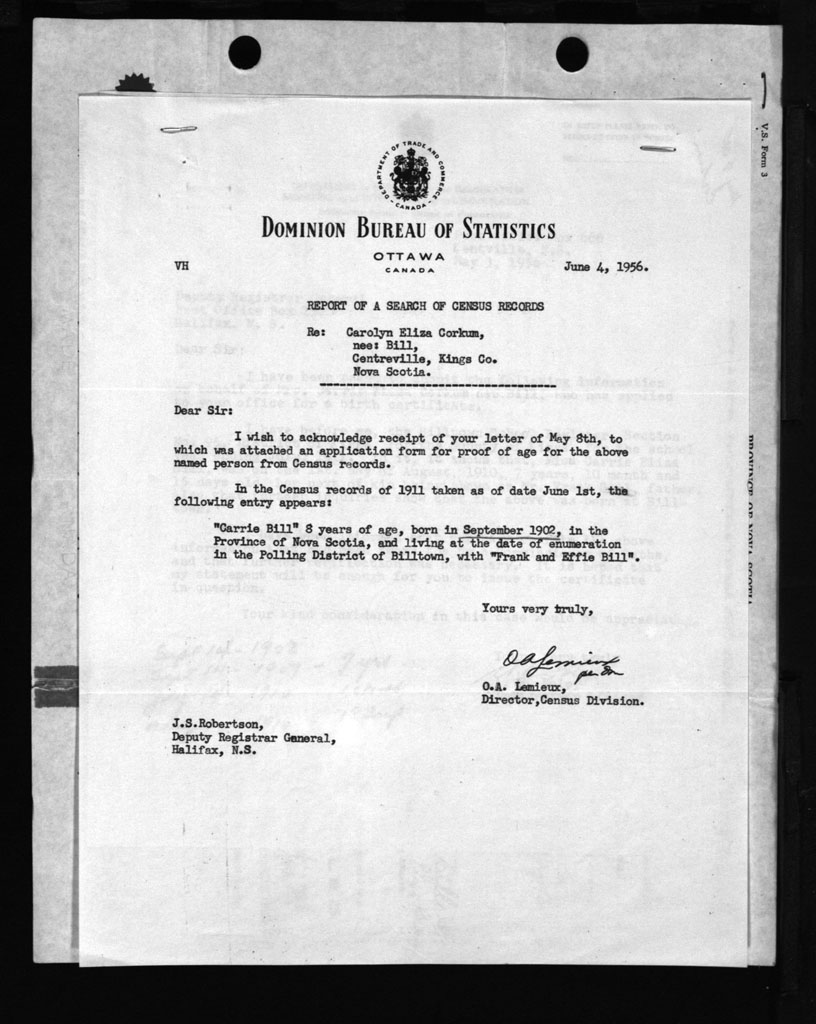 V.S. Form 3
DEPARTMENT OF TRADE AND COMMERCE
CANADA
DOMINION BUREAU OF STATISTICS
OTTAWA
CANADA
VH
June 4, 1956.
REPORT OF A SEARCH OF CENSUS RECORDS
Re: Carolyn Eliza Corkum,
nee: Bill,
Centreville, Kings Co.
Nova Scotia.
Dear Sir:
I wish to acknowledge receipt of your letter of May 8th, to
which was attached an application form for proof of age for the above
named person from Census records.
In the Census records of 1911 taken as of date June 1st, the
following entry appears:
"Carrie Bill" 8 years of age, born in September 1902, in the
Province of Nova Scotia, and living at the date of enumeration
in the Polling District of Billtown, with "Frank and Effie Bill".
Yours very truly,
O A Lemieux
per
O.A. Lemieux,
Director,Census Division.
J.S.Robertson,
Deputy Registrar General,
Halifax, N.S.